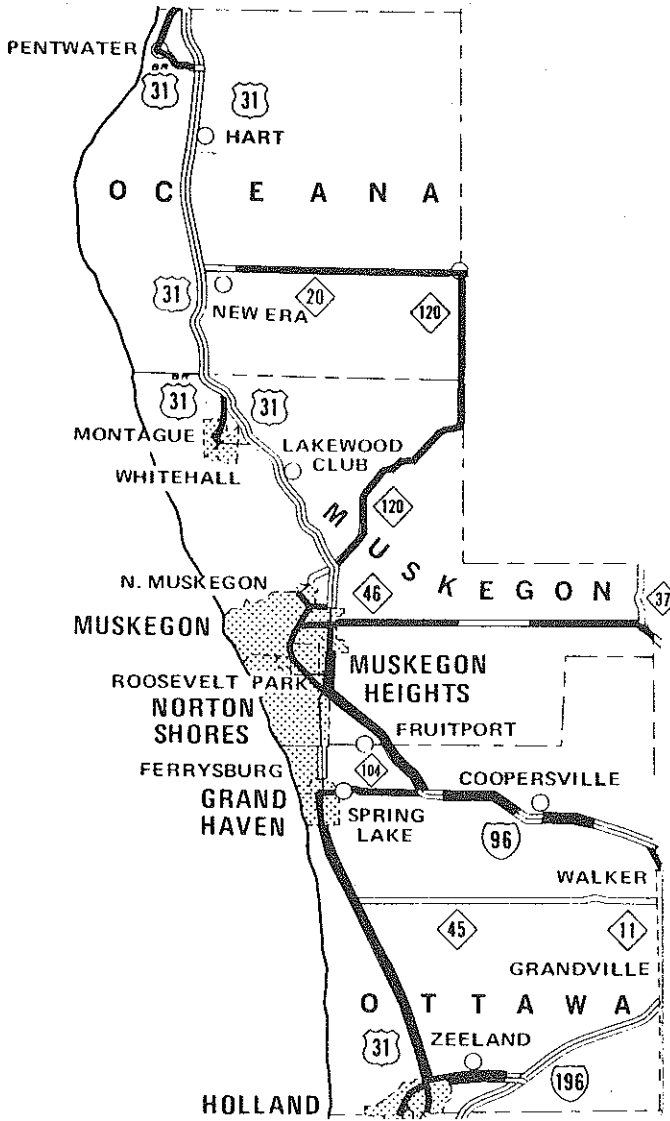 PENTWATER
BR
31
31
HART
O C E A N A
31
NEW ERA
20
120
BR
31
31
MONTAGUE
LAKEWOOD
CLUB
WHITEHALL
120
MUSKEGON
N. MUSKEGON
46
37
MUSKEGON
MUSKEGON
HEIGHTS
ROOSEVELT PARK
NORTON
SHORES
FRUITPORT
FERRYSBURG
104
COOPERSVILLE
GRAND
HAVEN
SPRING
LAKE
96
WALKER
45
11
GRANDVILLE
O T T A W A
31
ZEELAND
196
HOLLAND